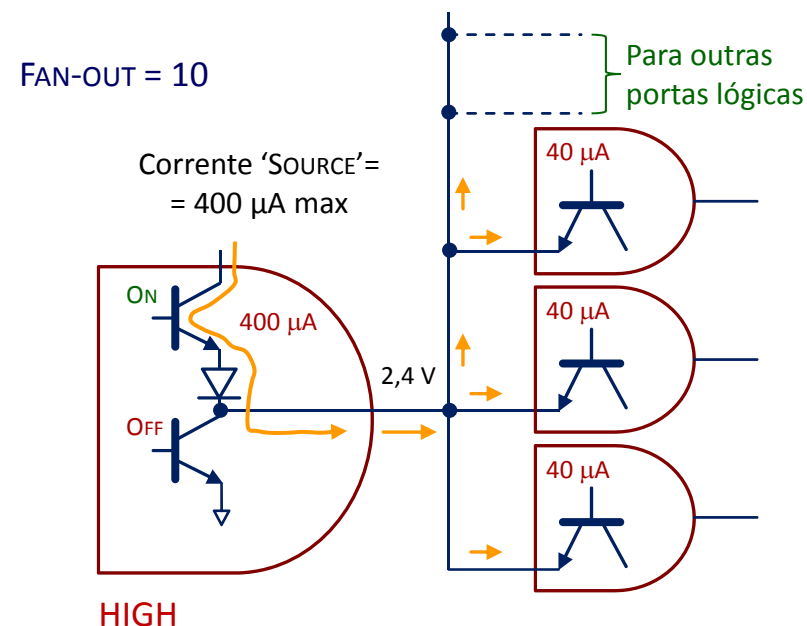 FAN-OUT = 10
Para outras
portas lógicas
Corrente ‘SOURCE’=
= 400 µA max
40 µA
ON
400 µA
2,4 V
40 µA
OFF
40 µA
HIGH